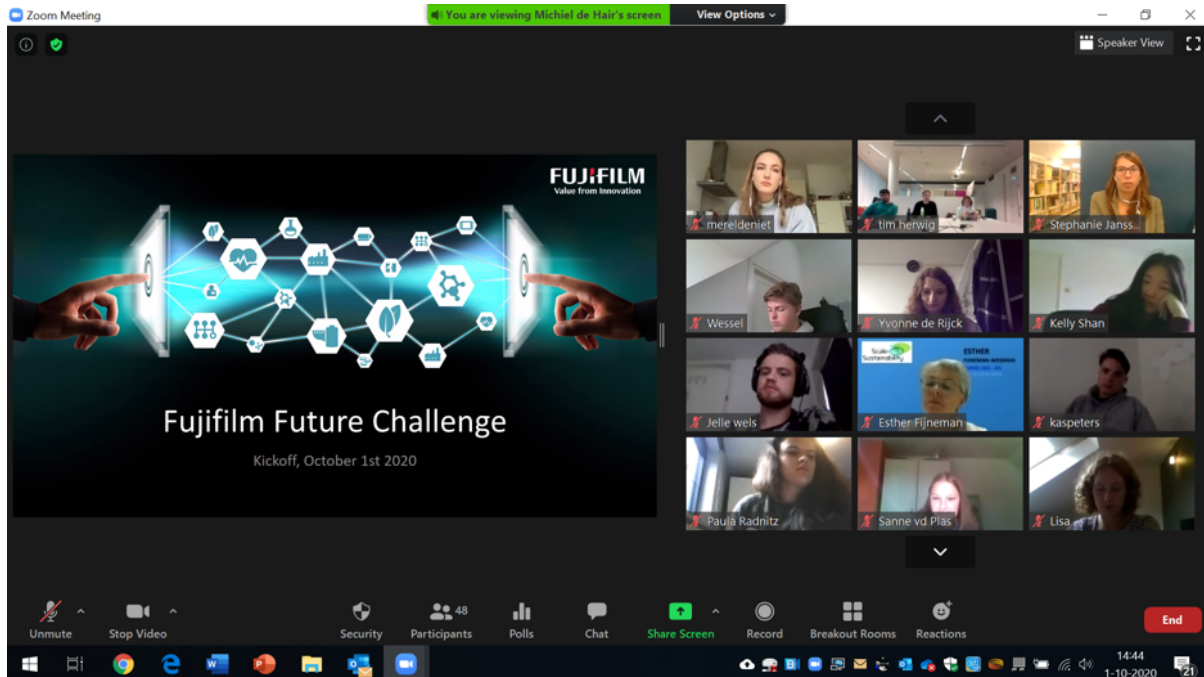 Zoom Meeting
You are viewing Michiel de Hair's screen
View Options
Speaker View
FUJIFILM
Value from Innovation
Fujifilm Future Challenge
Kickoff, October 1st 2020
mereldeniet
tim herwig
Stephanie Janss...
Wessel
Yvonne de Rijck
Kelly Shan
Jelle wels
Scale
Sustainability
ESTHER
Esther Fijneman
kaspeters
Paula Radnitz
Sanne vd Plas
Lisa
Unmute
Stop Video
Security
48
Participants
Polls
Chat
Share Screen
Record
Breakout Rooms
Reactions
End
14:44
1-10-2020
21